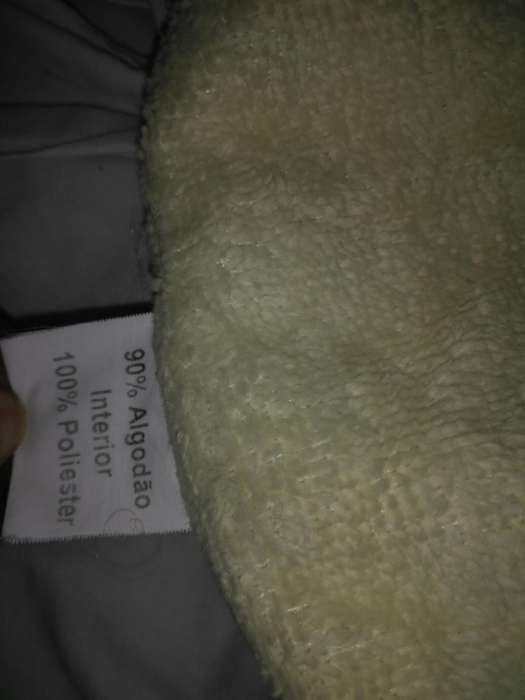 90% Algodão
Interior
100% Poliester